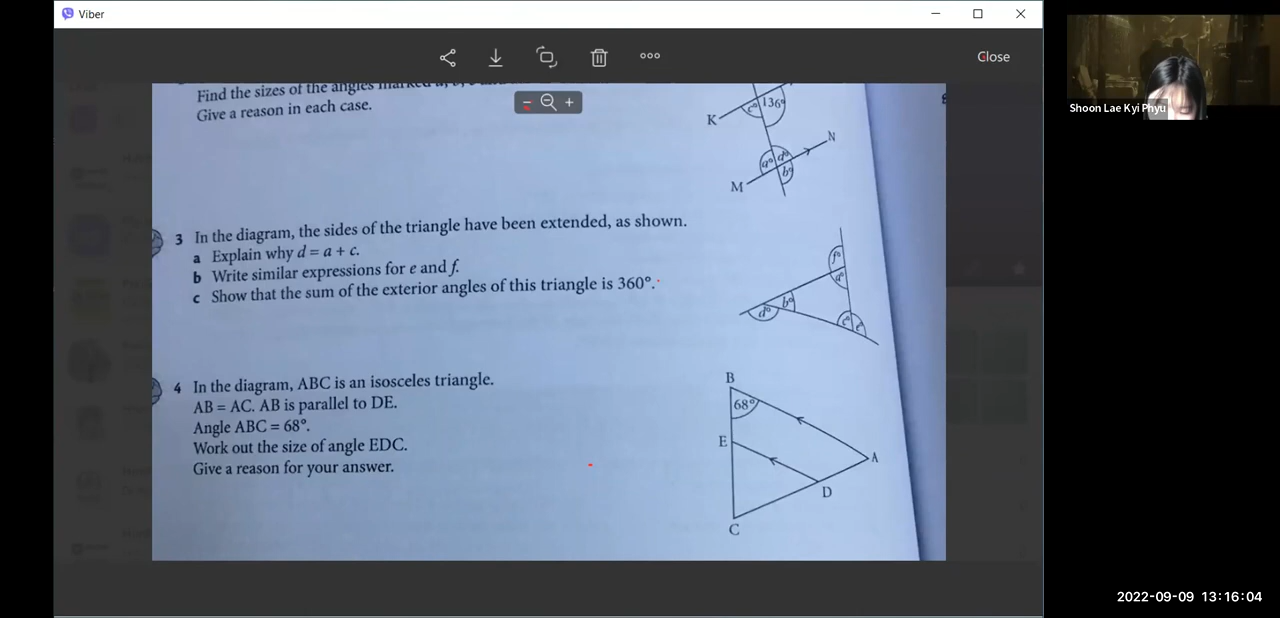 Viber
Close
Find the sizes of the angles marked
Give a reason in each case.
K
c°
136°
N
a°
d°
b°
M
3 In the diagram, the sides of the triangle have been extended, as shown.
a Explain why d = a + c.
b Write similar expressions for e and f.
c Show that the sum of the exterior angles of this triangle is 360°.
f°
a°
b°
d°
c°
e°
4 In the diagram, ABC is an isosceles triangle.
AB = AC. AB is parallel to DE.
Angle ABC = 68°.
Work out the size of angle EDC.
Give a reason for your answer.
B
68°
E
A
D
C
Shoon Lae Kyi Phyu
2022-09-09 13:16:04